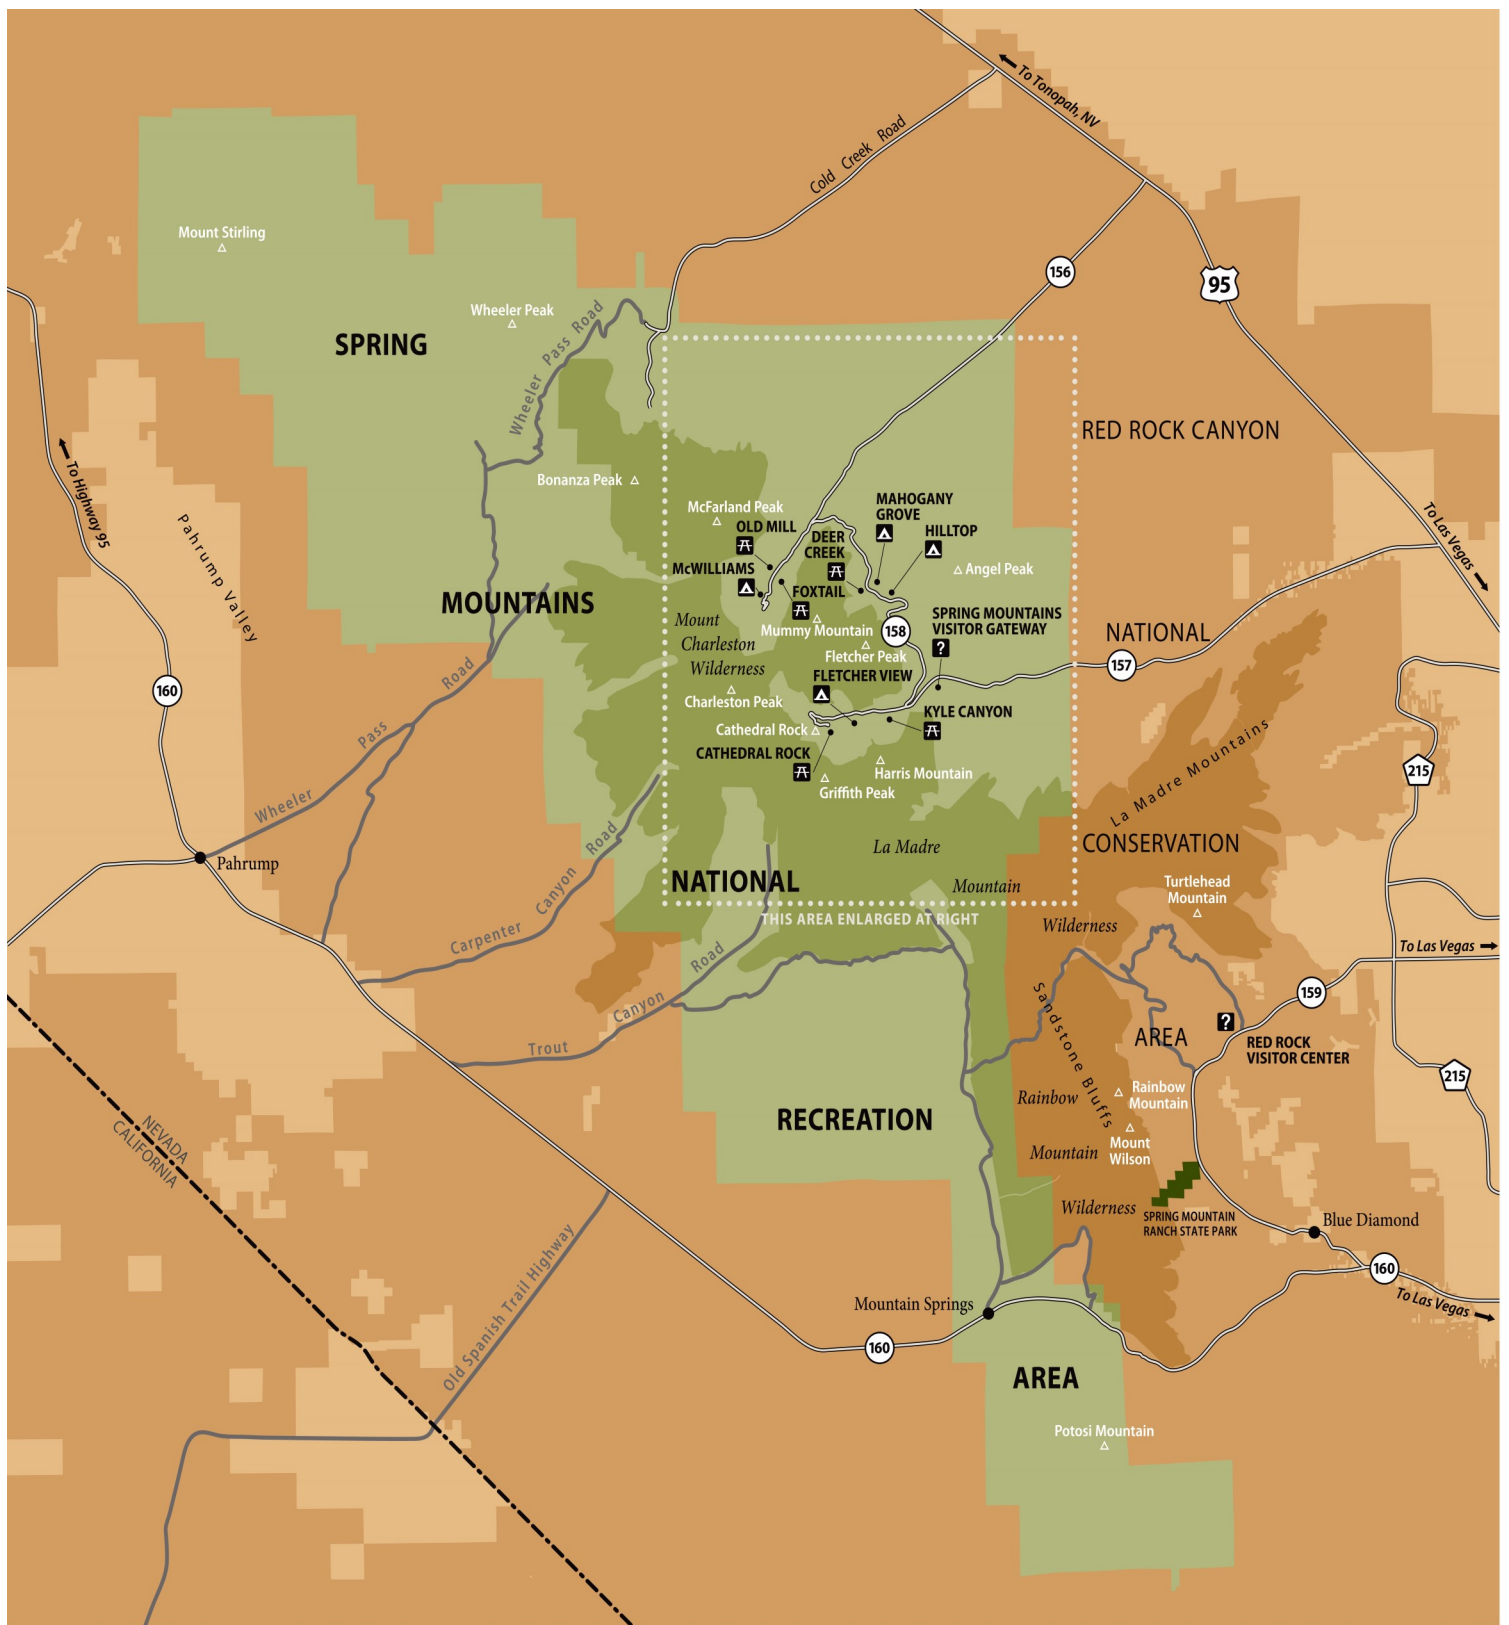 To Tonopah, NV
Cold Creek Road
Mount Stirling
156
95
Wheeler Peak
SPRING
Wheeler Pass Road
RED ROCK CANYON
To Highway 95
Bonanza Peak
McFarland Peak
MAHOGANY
GROVE
OLD MILL
HILLTOP
DEER
CREEK
To Las Vegas
Pahrump Valley
McWILLIAMS
Angel Peak
FOXTAIL
MOUNTAINS
Mount
Charleston
Wilderness
Mummy Mountain
158
SPRING MOUNTAINS
VISITOR GATEWAY
NATIONAL
Fletcher Peak
157
FLETCHER VIEW
160
Wheeler Pass Road
Charleston Peak
KYLE CANYON
Cathedral Rock
CATHEDRAL ROCK
Harris Mountain
Griffith Peak
La Madre Mountains
215
Pahrump
La Madre
Mountain
Wilderness
CONSERVATION
NATIONAL
Turtlehead
Mountain
Carpenter Canyon Road
THIS AREA ENLARGED AT RIGHT
To Las Vegas
159
Trout Canyon Road
Sandstone Bluffs
AREA
RED ROCK
VISITOR CENTER
215
Rainbow
Mountain
Wilderness
Rainbow
Mountain
RECREATION
NEVADA
CALIFORNIA
Mount
Wilson
SPRING MOUNTAIN
RANCH STATE PARK
Blue Diamond
160
To Las Vegas
Old Spanish Trail Highway
Mountain Springs
160
AREA
Potosi Mountain